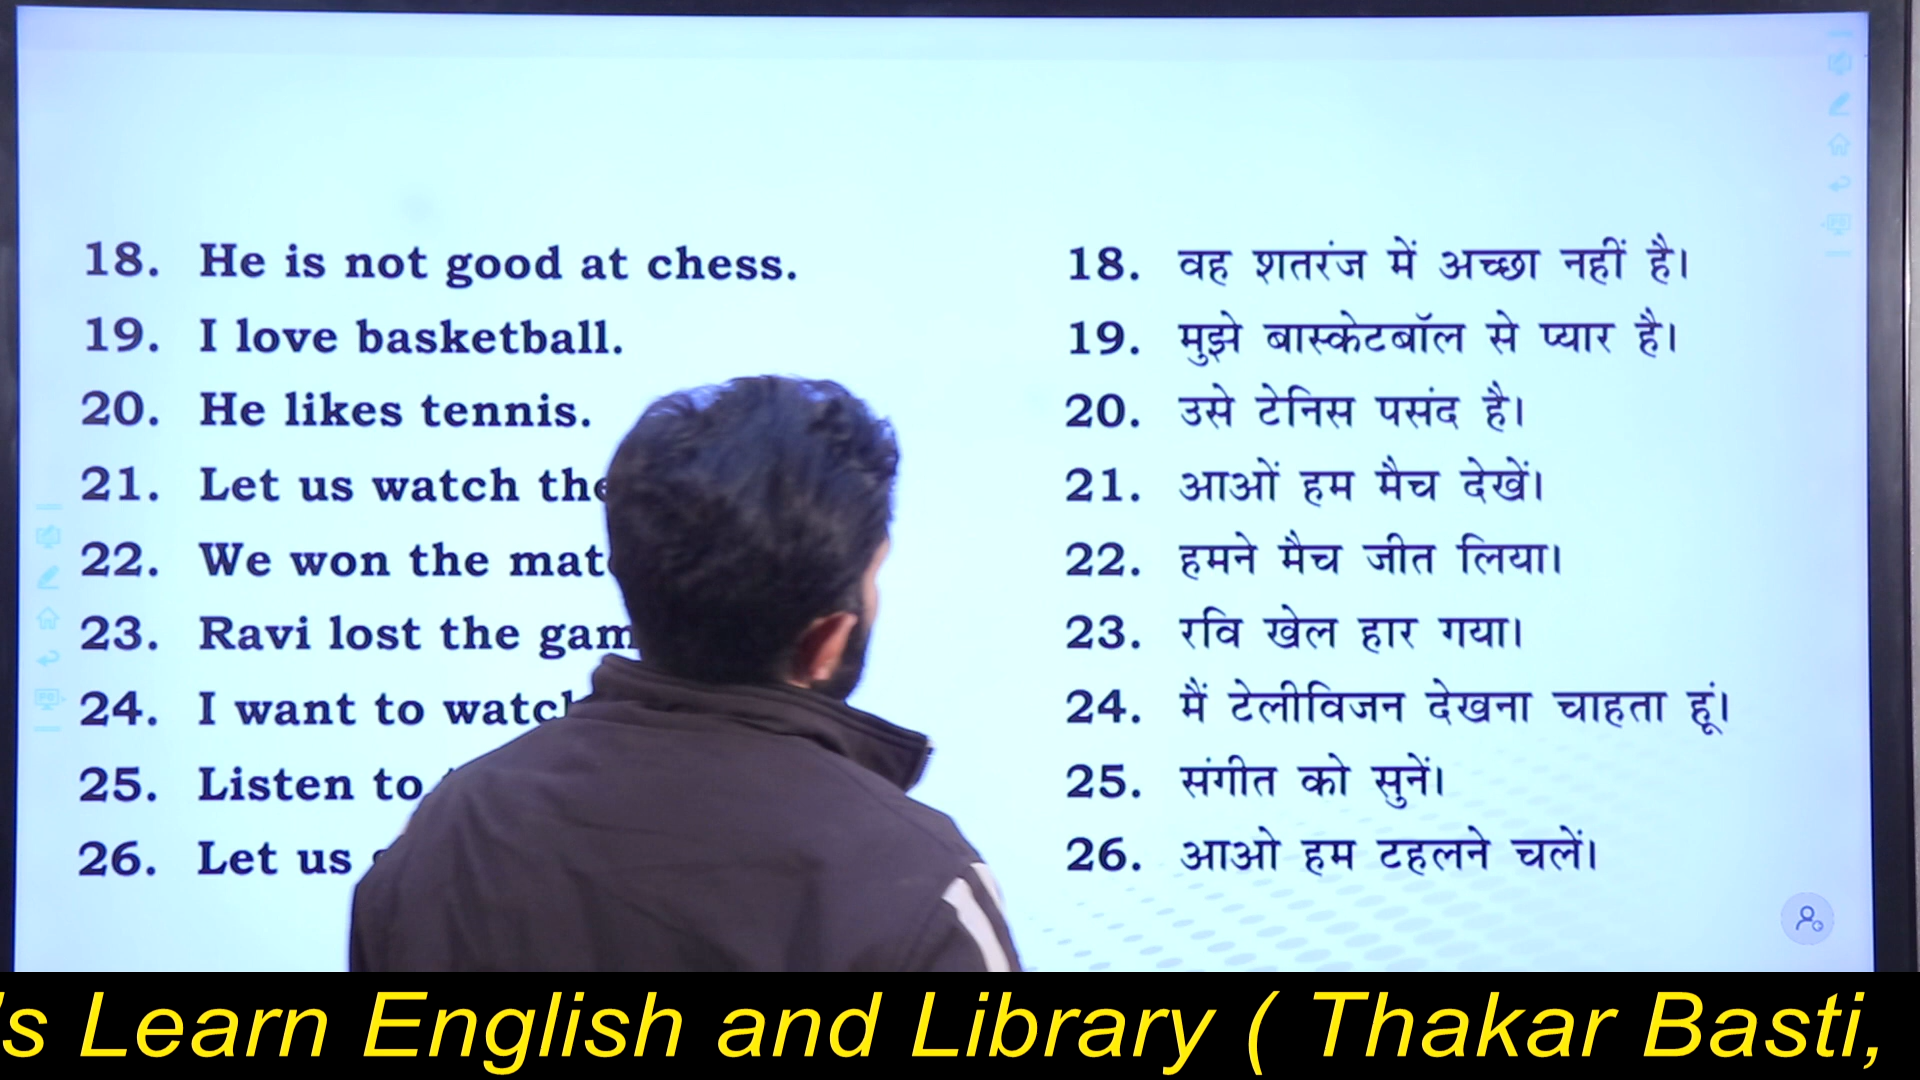 18. He is not good at chess.
19. I love basketball.
20. He likes tennis.
21. Let us watch the
22. We won the
23. Ravi lost the
24. I want to
25. Listen to
26. Let us
18. वह शतरंज में अच्छा नहीं है।
19. मुझे बास्केटबॉल से प्यार है।
20. उसे टेनिस पसंद है।
21. आओं हम मैच देखें।
22. हमने मैच जीत लिया।
23. रवि खेल हार गया।
24. मैं टेलीविजन देखना चाहता हूं।
25. संगीत को सुनें।
26. आओ हम टहलने चलें।
's Learn English and Library ( Thakar Basti,